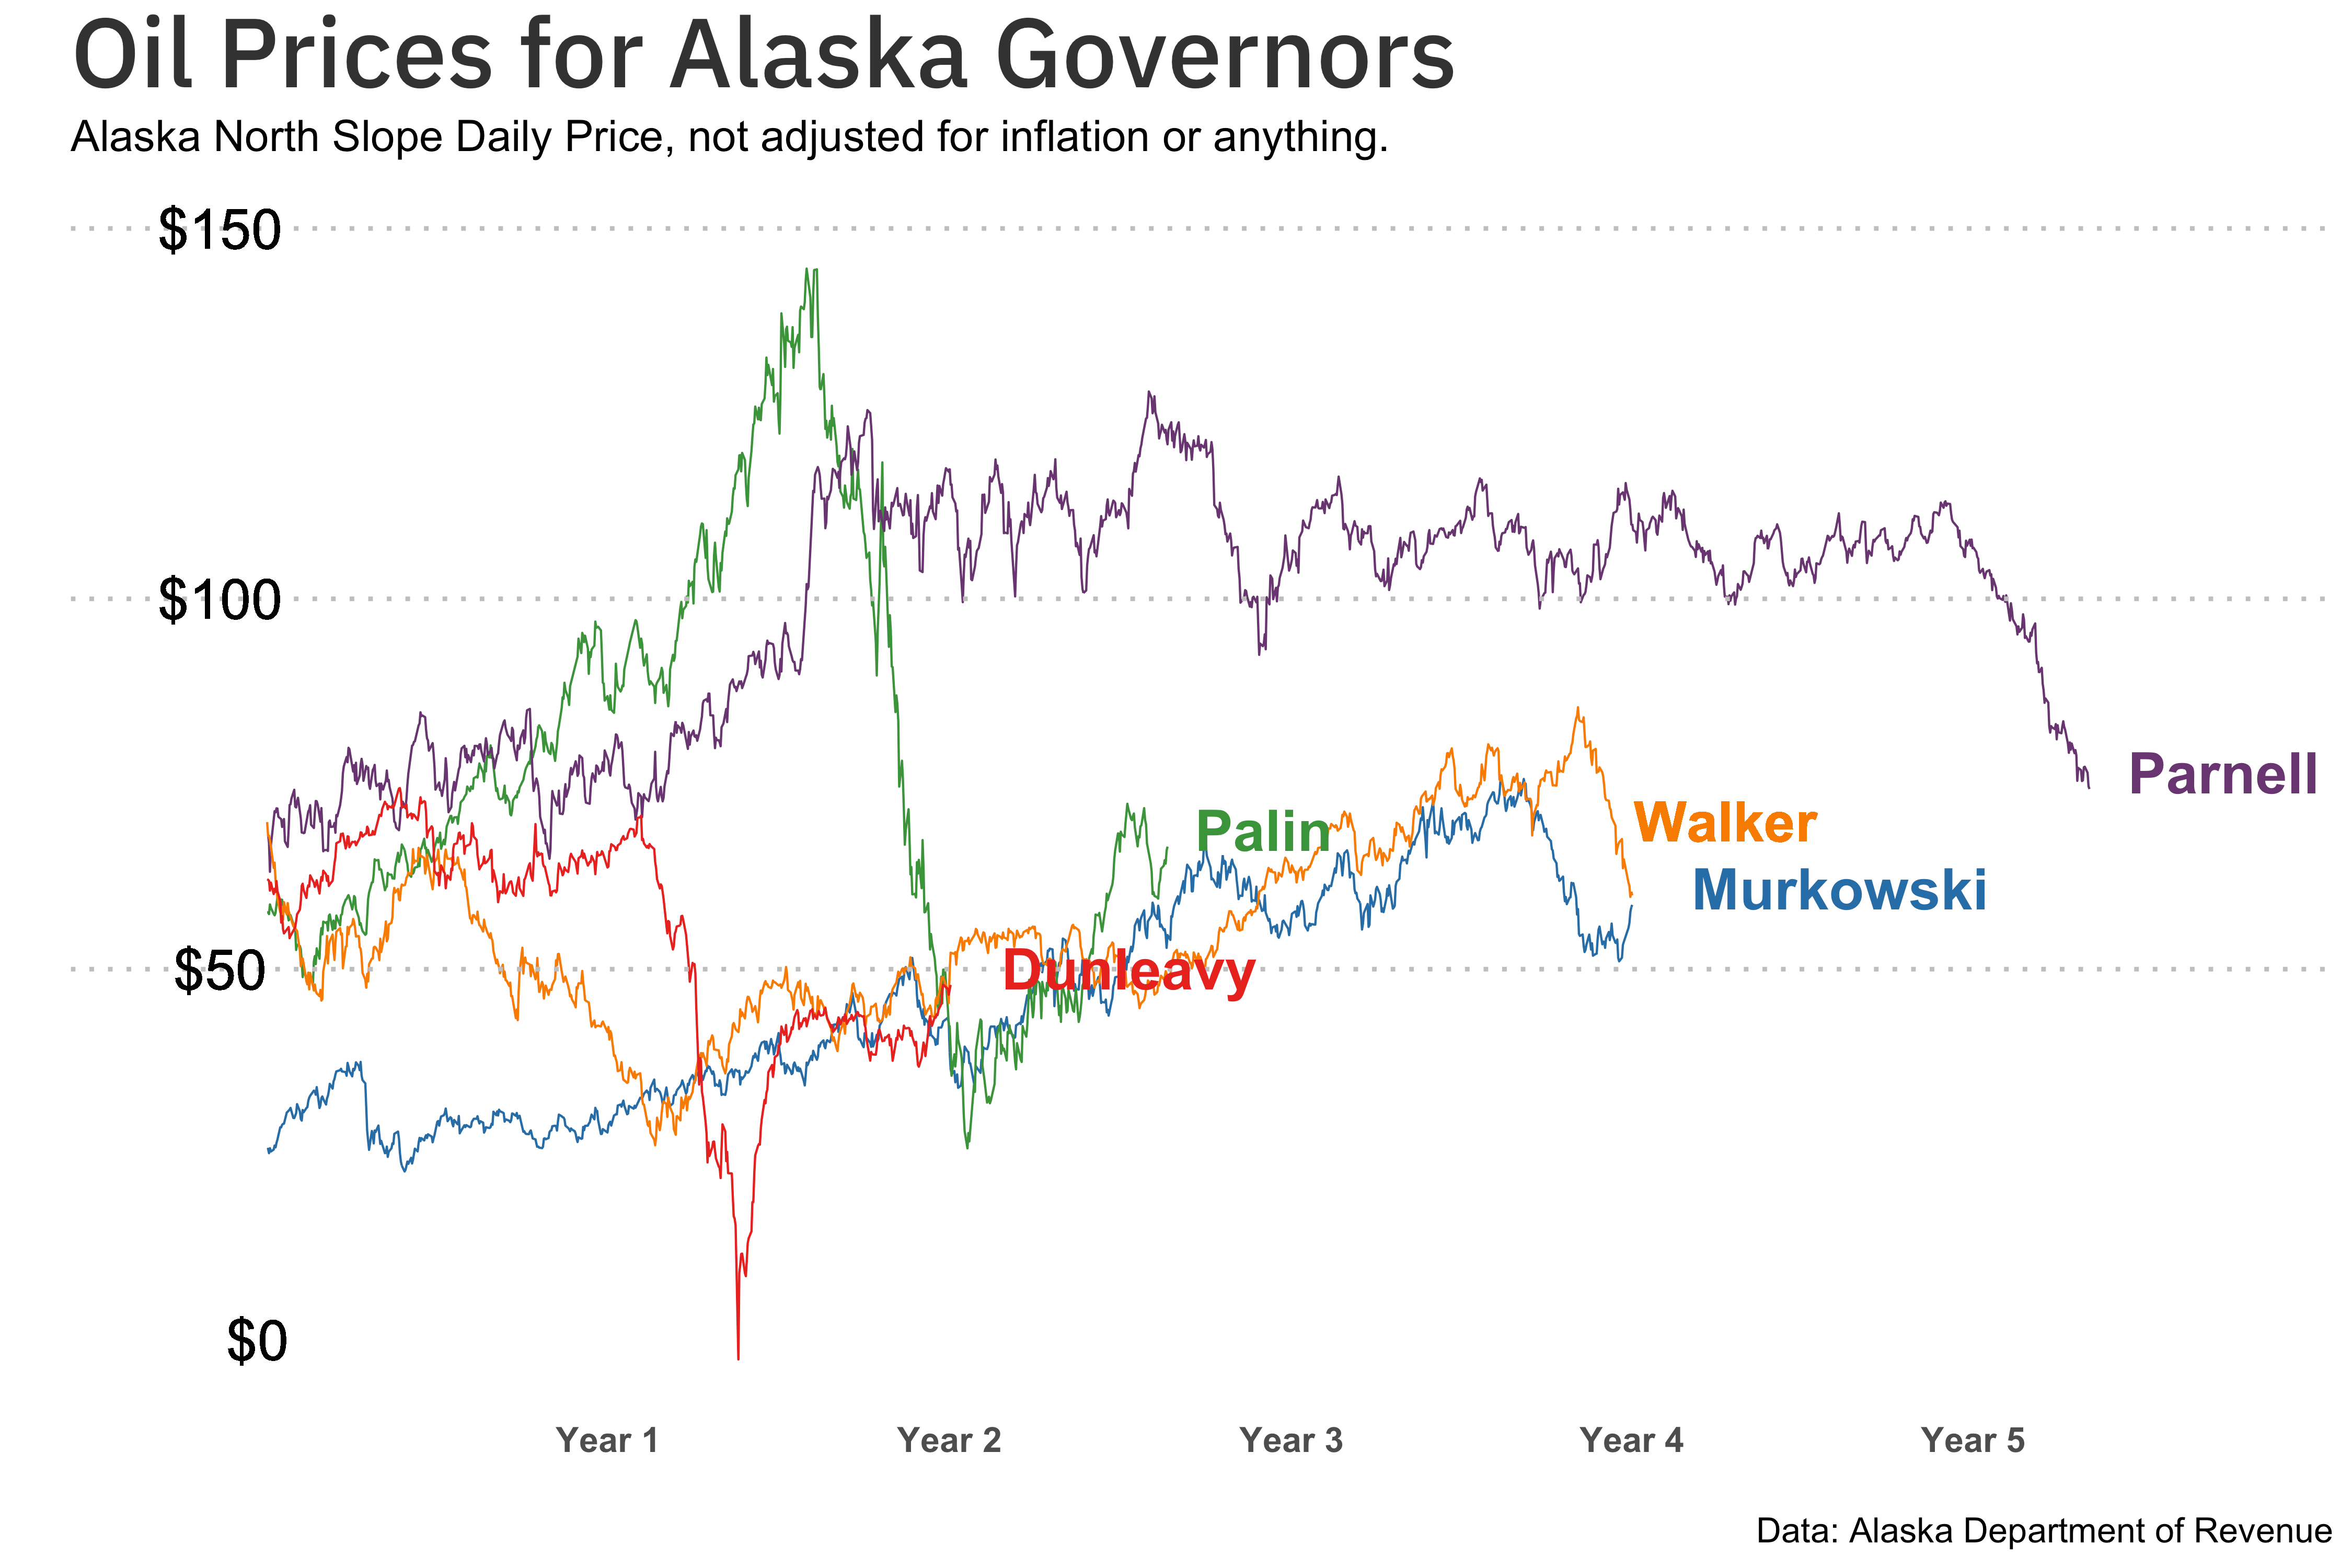 Oil Prices for Alaska Governors
Alaska North Slope Daily Price, not adjusted for inflation or anything.
$150
$100
$50
$0
Parnell
Walker
Palin
Murkowski
Dunleavy
Year 1
Year 2
Year 3
Year 4
Year 5
Data: Alaska Department of Revenue